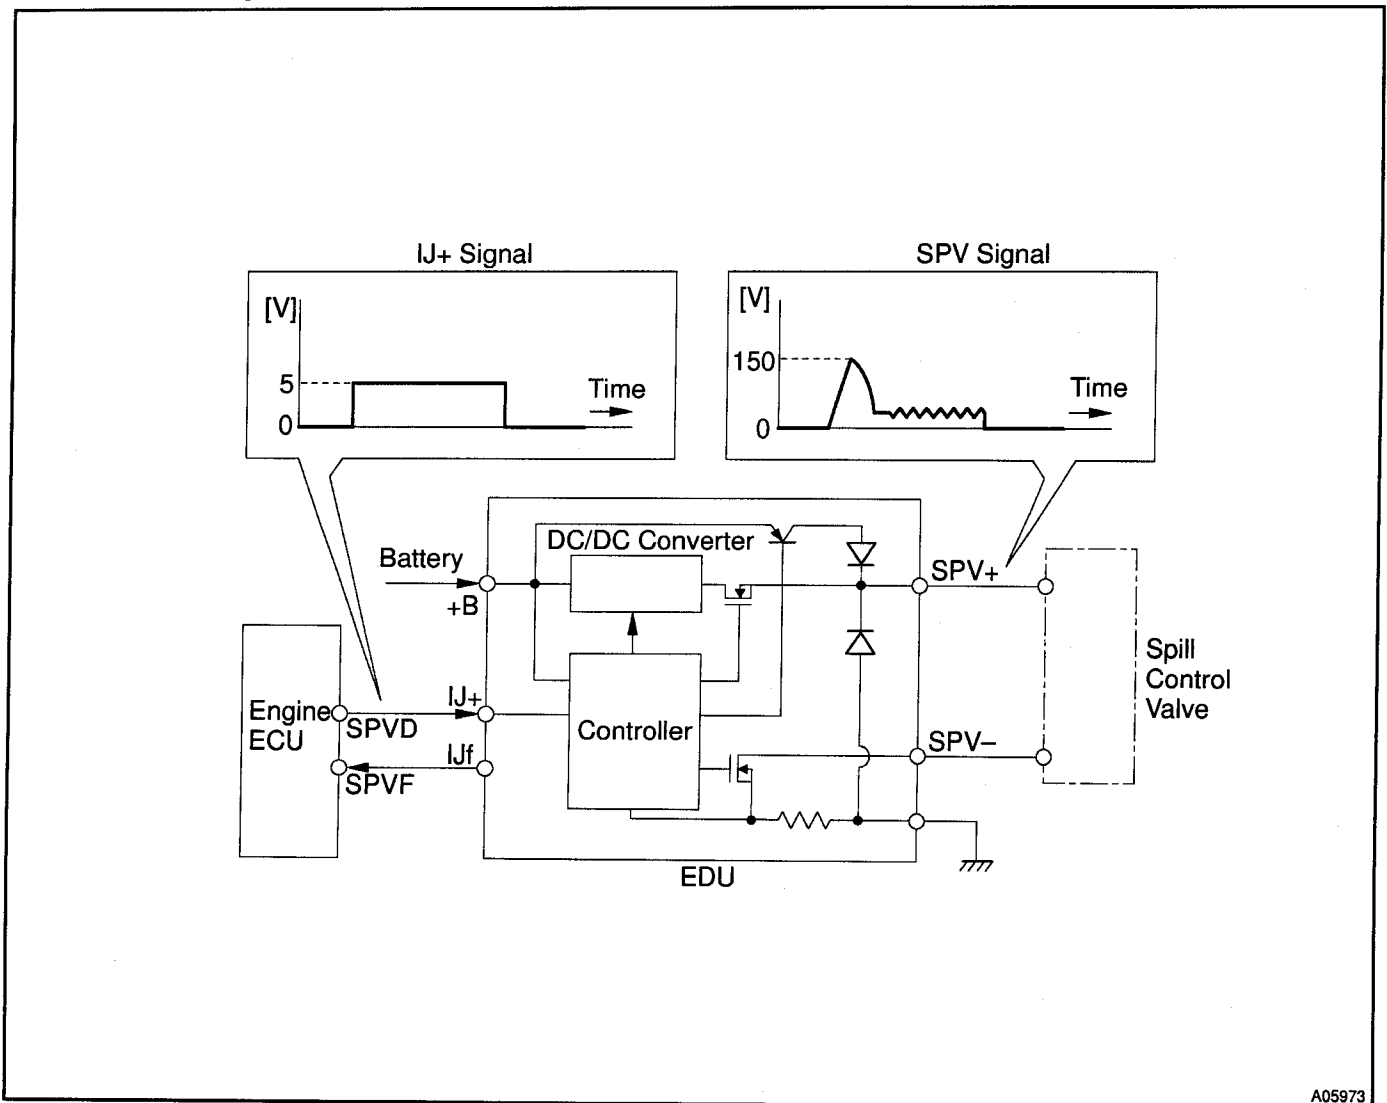 IJ+ Signal
SPV Signal
[V]
5
0
Time
[V]
150
0
Time
Battery
+B
DC/DC Converter
SPV+
Engine
ECU
SPVD
IJ+
SPVF
IJf
Controller
SPV–
Spill
Control
Valve
EDU
A05973